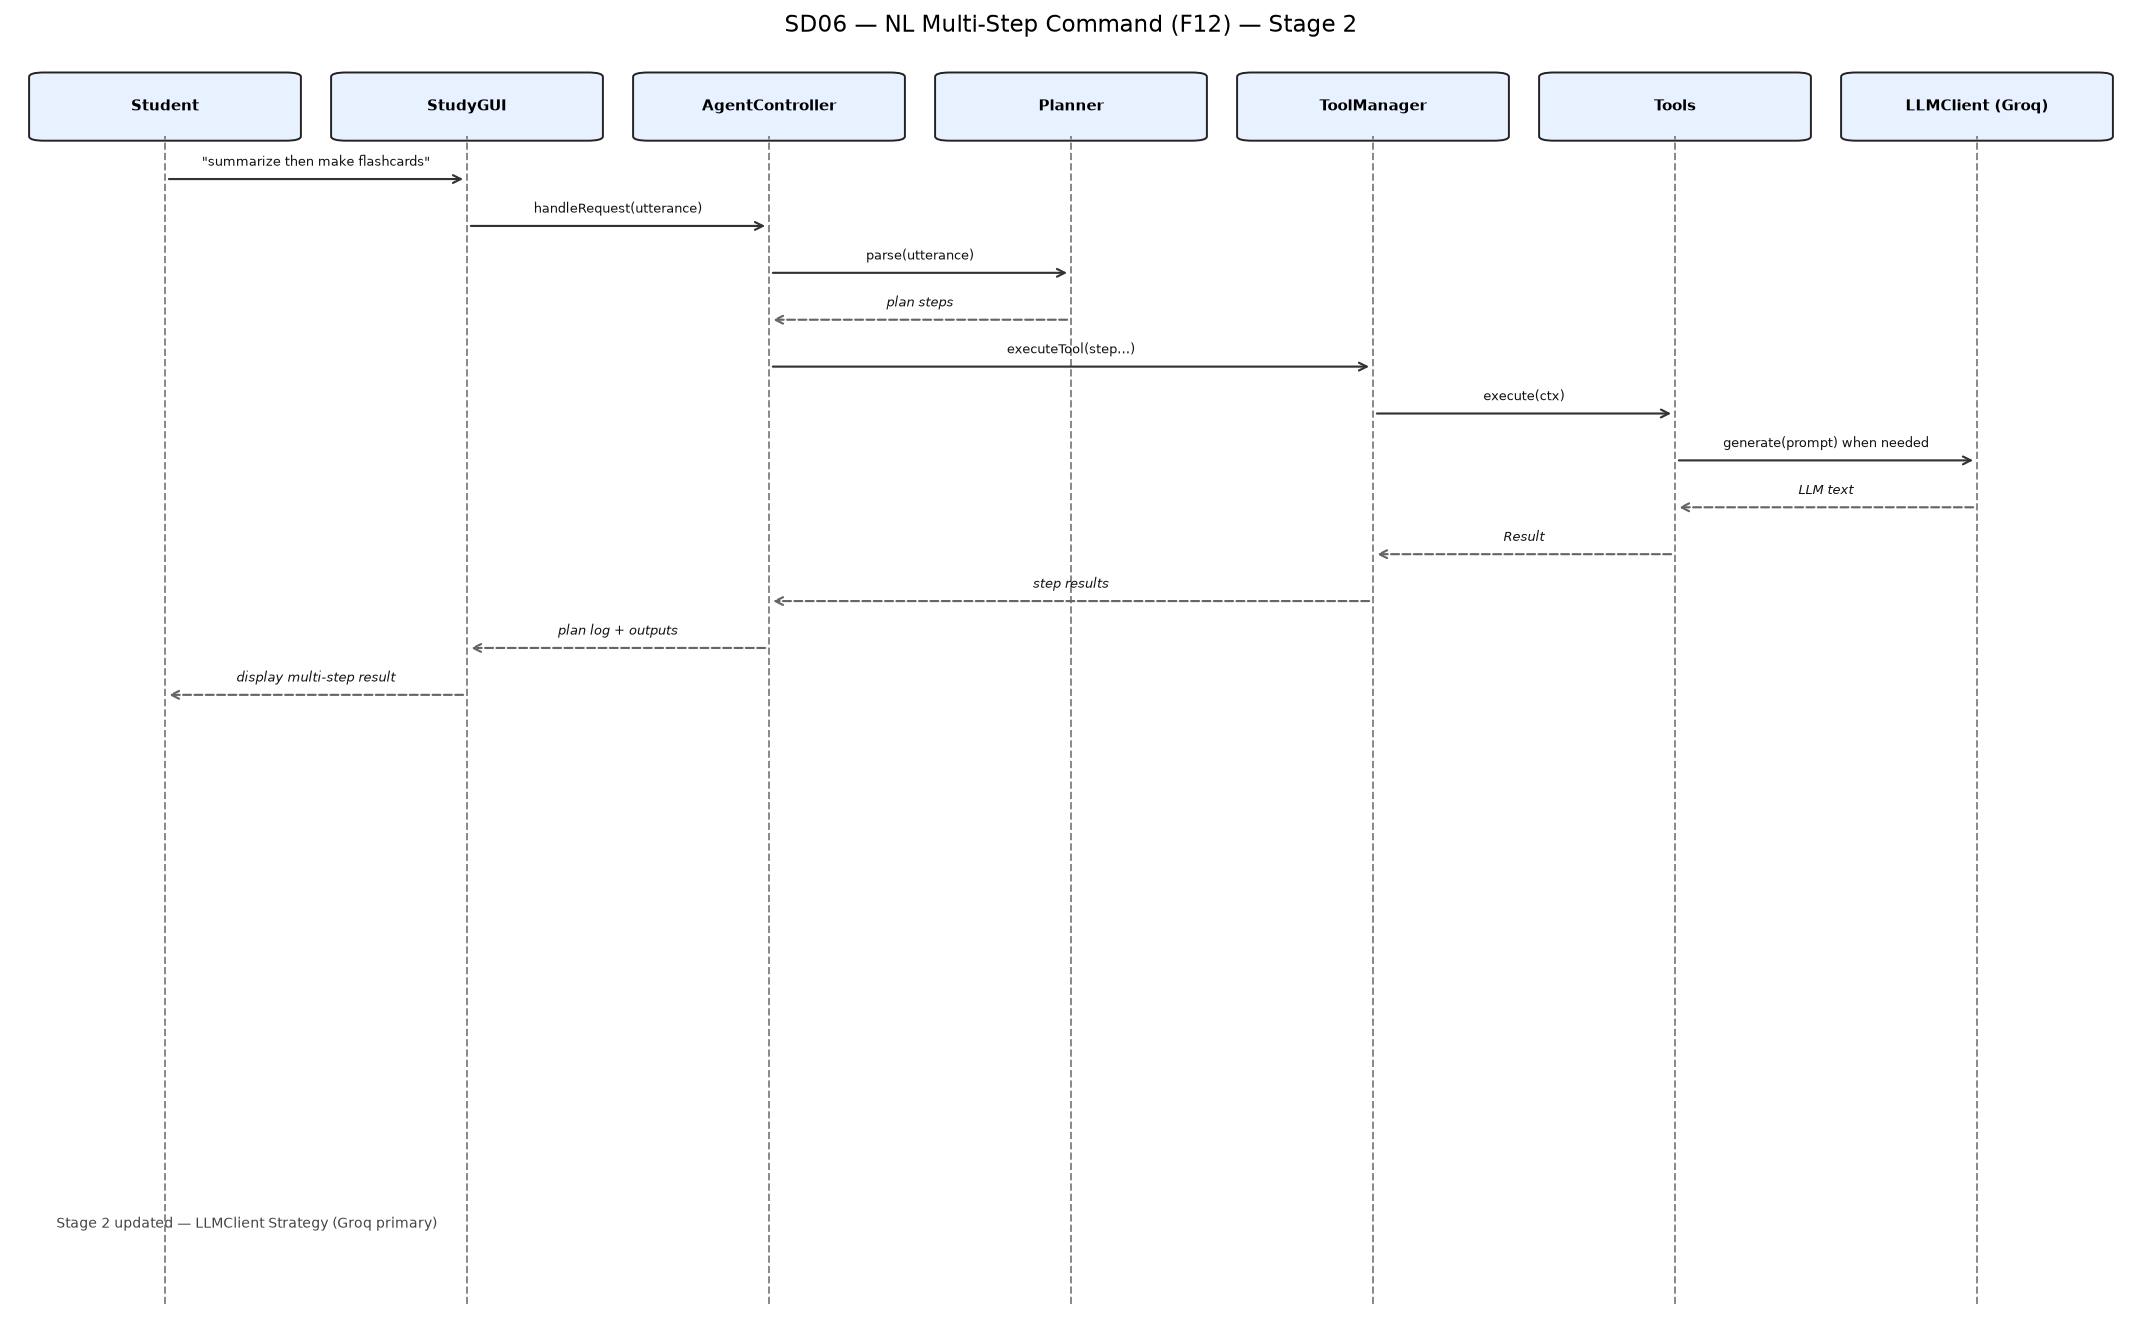 SD06 — NL Multi-Step Command (F12) — Stage 2
Student
StudyGUI
AgentController
Planner
ToolManager
Tools
LLMClient (Groq)
"summarize then make flashcards"
handleRequest(utterance)
parse(utterance)
plan steps
executeTool(step...)
execute(ctx)
generate(prompt) when needed
LLM text
Result
step results
plan log + outputs
display multi-step result
Stage 2 updated — LLMClient Strategy (Groq primary)